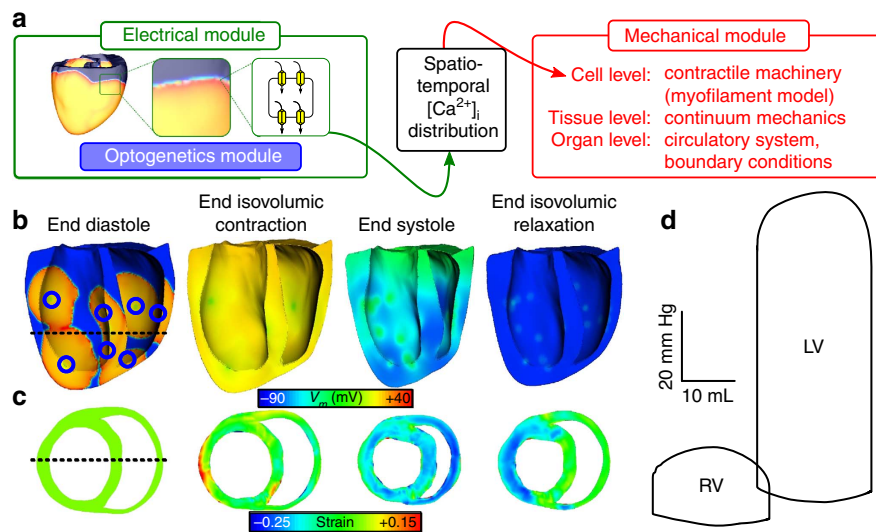 a
Electrical module
Optogenetics module
Spatio-
temporal
[Ca2+]i
distribution
Mechanical module
Cell level: contractile machinery
(myofilament model)
Tissue level: continuum mechanics
Organ level: circulatory system,
boundary conditions
b
End diastole
End isovolumic
contraction
End systole
End isovolumic
relaxation
–90 Vm (mV) +40
c
–0.25 Strain +0.15
d
20 mm Hg
10 mL
LV
RV